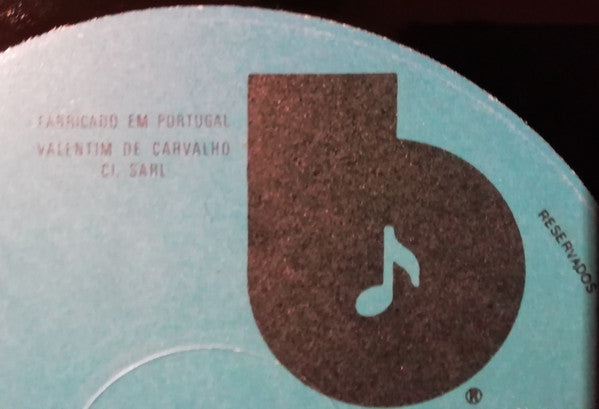 FABRICADO EM PORTUGAL
VALENTIM DE CARVALHO
CI. SARL
RESERVADOS
®